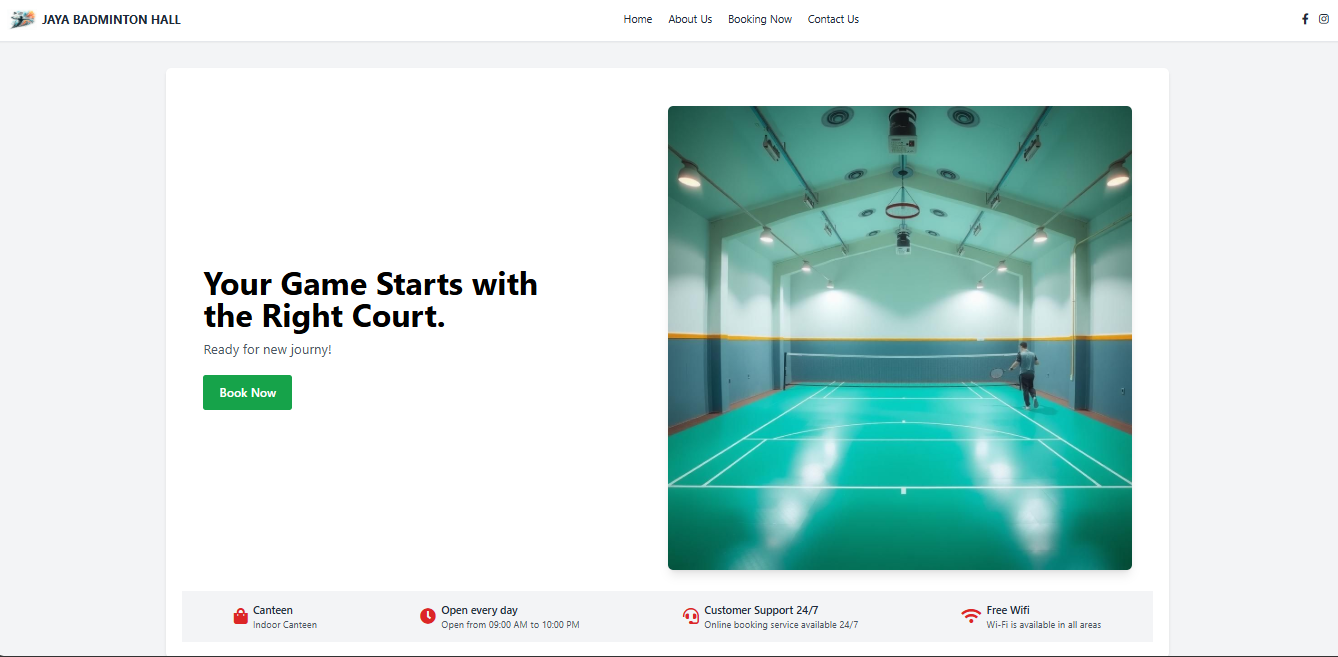 JAYA BADMINTON HALL
Home About Us Booking Now Contact Us
Your Game Starts with
the Right Court.
Ready for new journy!
Book Now
Canteen
Indoor Canteen
Open every day
Open from 09:00 AM to 10:00 PM
Customer Support 24/7
Online booking service available 24/7
Free Wifi
Wi-Fi is available in all areas